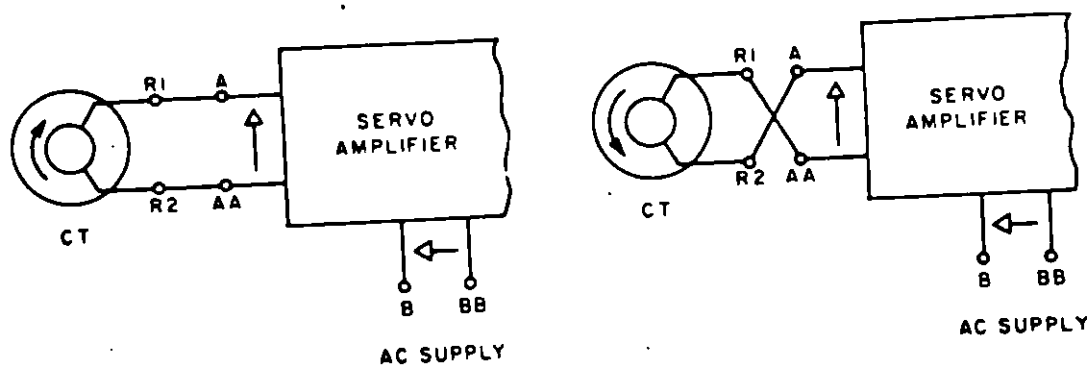 R1 A
SERVO
AMPLIFIER
R2 AA
CT
B BB
AC SUPPLY
R1 A
SERVO
AMPLIFIER
R2 AA
CT
B BB
AC SUPPLY